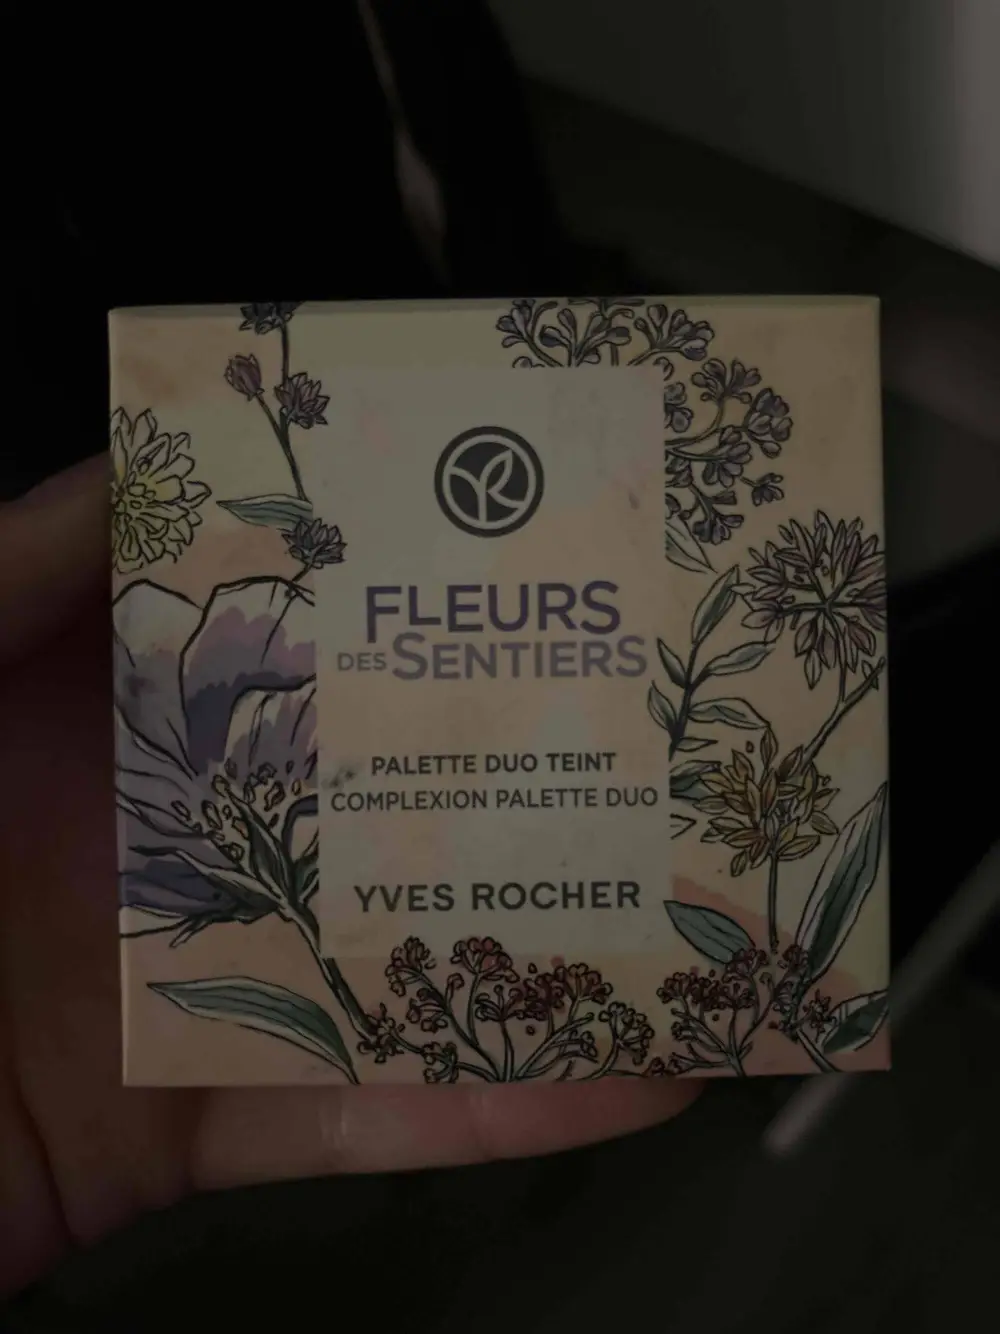 FLEURS
DES SENTIERS
PALETTE DUO TEINT
COMPLEXION PALETTE DUO
YVES ROCHER